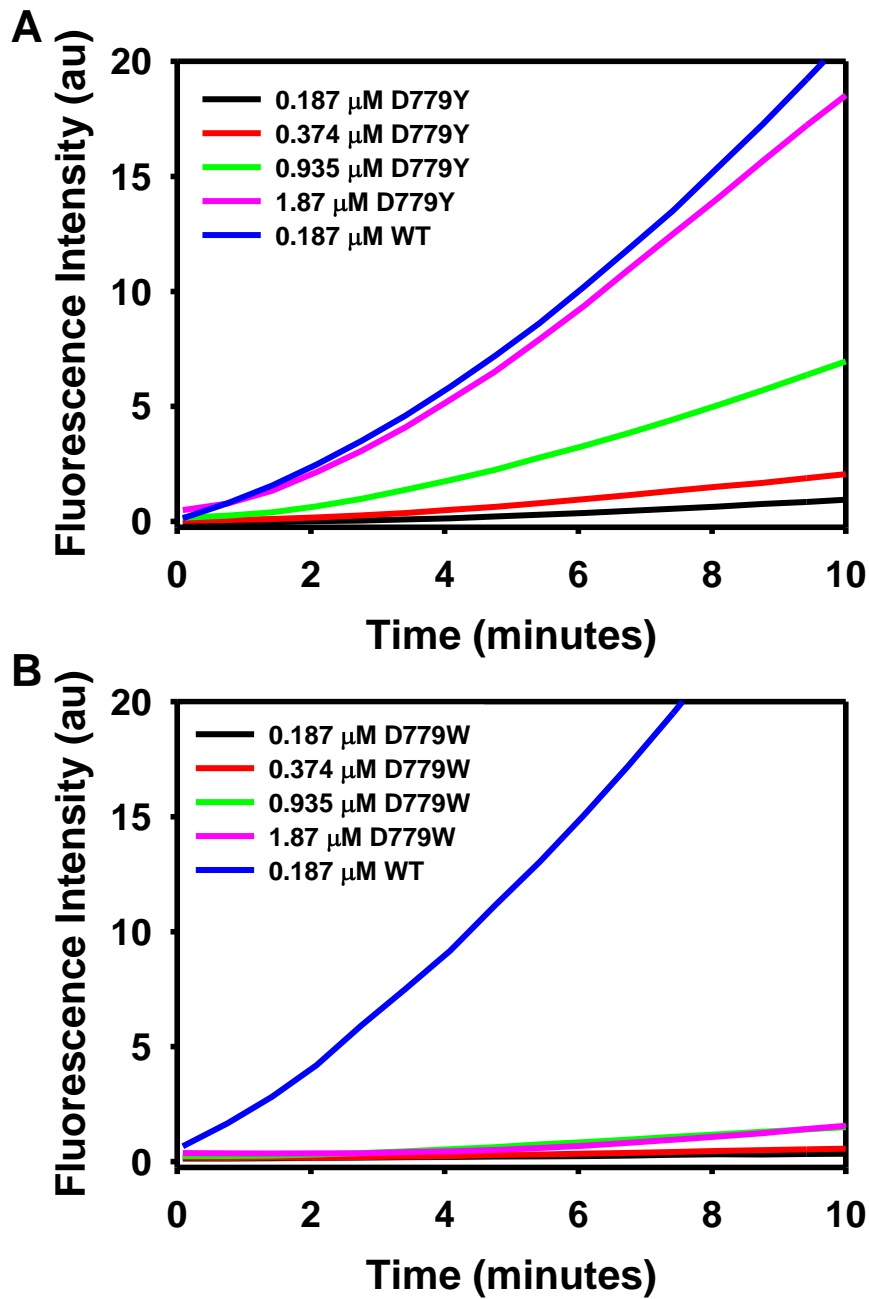 A
Fluorescence Intensity (au)
20
15
10
5
0
0.187 μM D779Y
0.374 μM D779Y
0.935 μM D779Y
1.87 μM D779Y
0.187 μM WT
0 2 4 6 8 10
Time (minutes)
B
Fluorescence Intensity (au)
20
15
10
5
0
0.187 μM D779W
0.374 μM D779W
0.935 μM D779W
1.87 μM D779W
0.187 μM WT
0 2 4 6 8 10
Time (minutes)